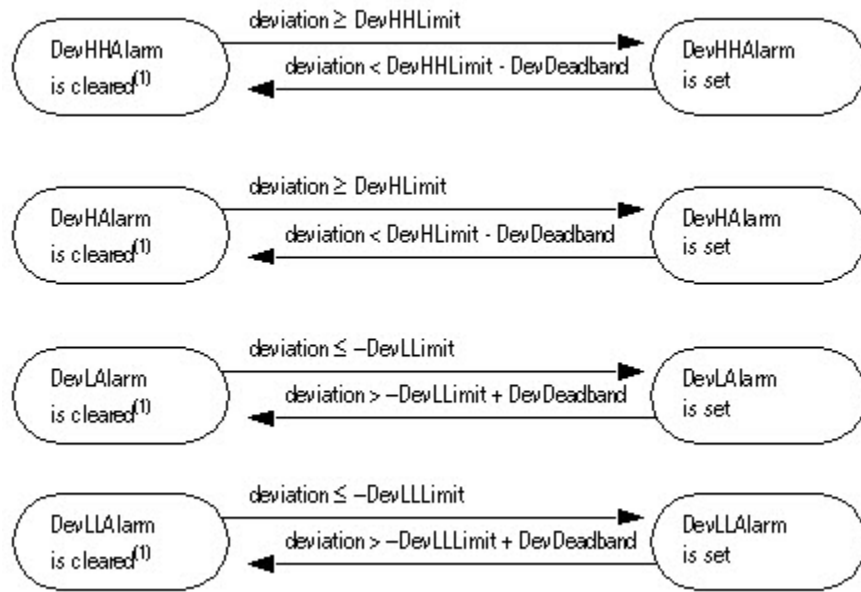 deviation ≥ DevHHLimit
DevHHAlarm
is cleared(1)
deviation < DevHHLimit - DevDeadband
DevHHAlarm
is set
deviation ≥ DevHLimit
DevHAlarm
is cleared(1)
deviation < DevHLimit - DevDeadband
DevHAlarm
is set
deviation ≤ –DevLLimit
DevLAlarm
is cleared(1)
deviation > –DevLLimit + DevDeadband
DevLAlarm
is set
deviation ≤ –DevLLLimit
DevLLAlarm
is cleared(1)
deviation > –DevLLLimit + DevDeadband
DevLLAlarm
is set